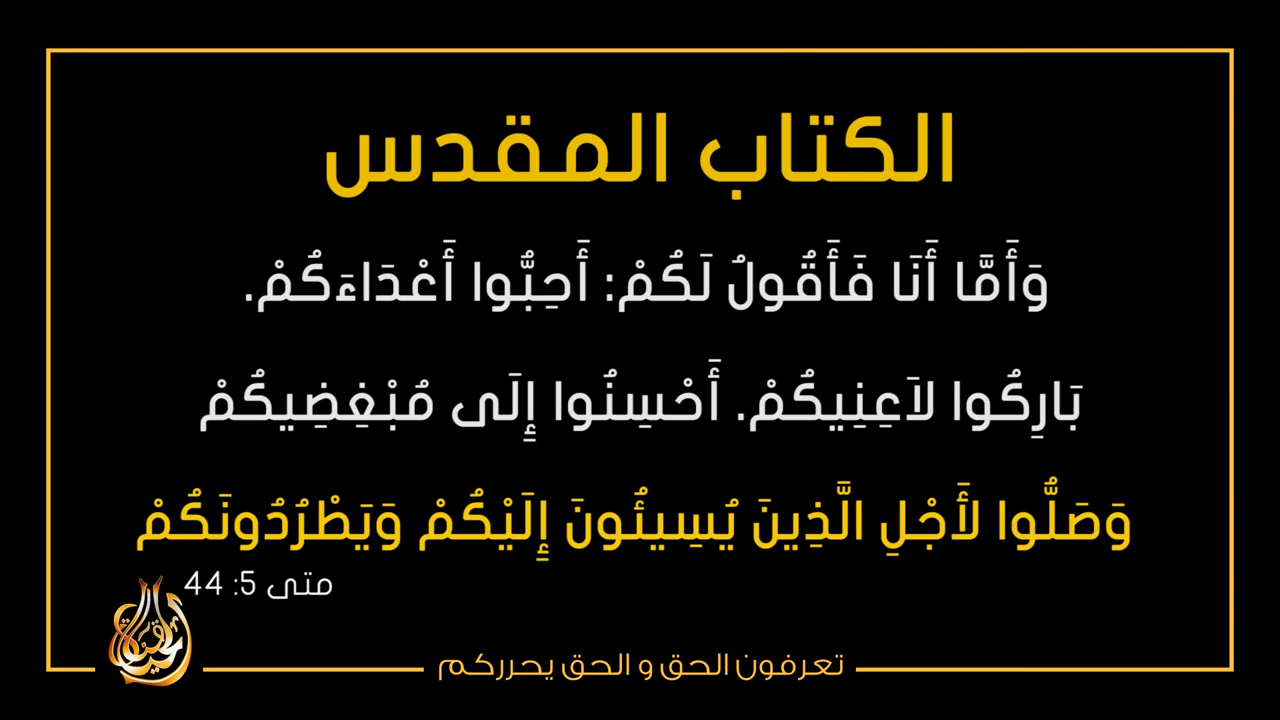 الكتاب المقدس
وَأَمَّا أَنَا فَأَقُولُ لَكُمْ: أَحِبُّوا أَعْدَاءَكُمْ.
بَارِكُوا لاَعِنِيكُمْ. أَحْسِنُوا إِلَى مُبْغِضِيكُمْ
وَصَلُّوا لأَجْلِ الَّذِينَ يُسِيئُونَ إِلَيْكُمْ وَيَطْرُدُونَكُمْ
متى 5: 44
تعرفون الحق و الحق يحرركم